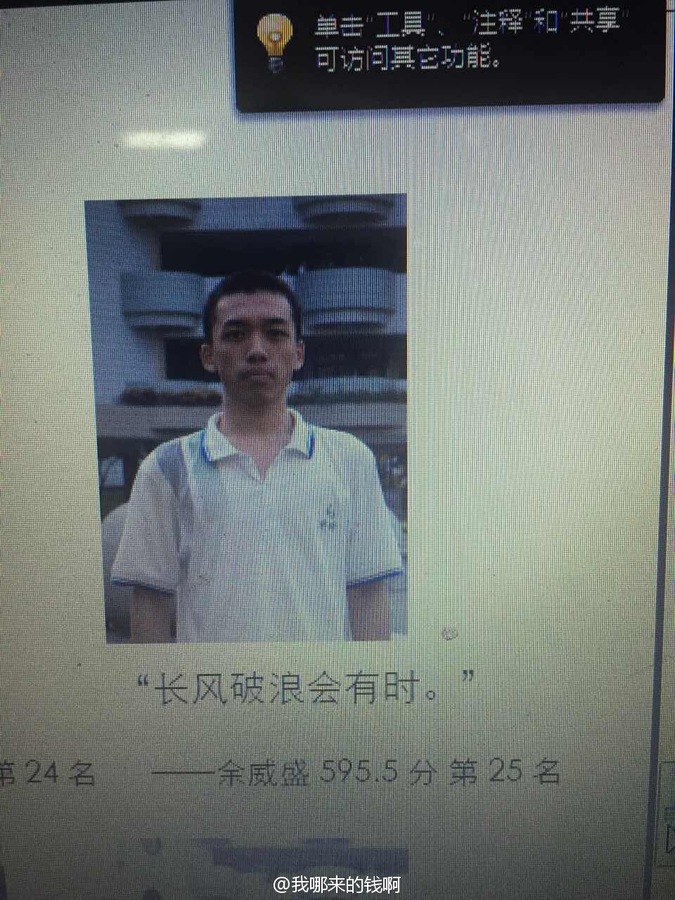 单击“工具”、“注释”和“共享”
可访问其它功能。
“长风破浪会有时。”
第 24 名 ——余威盛 595.5 分 第 25 名
@我哪来的钱啊